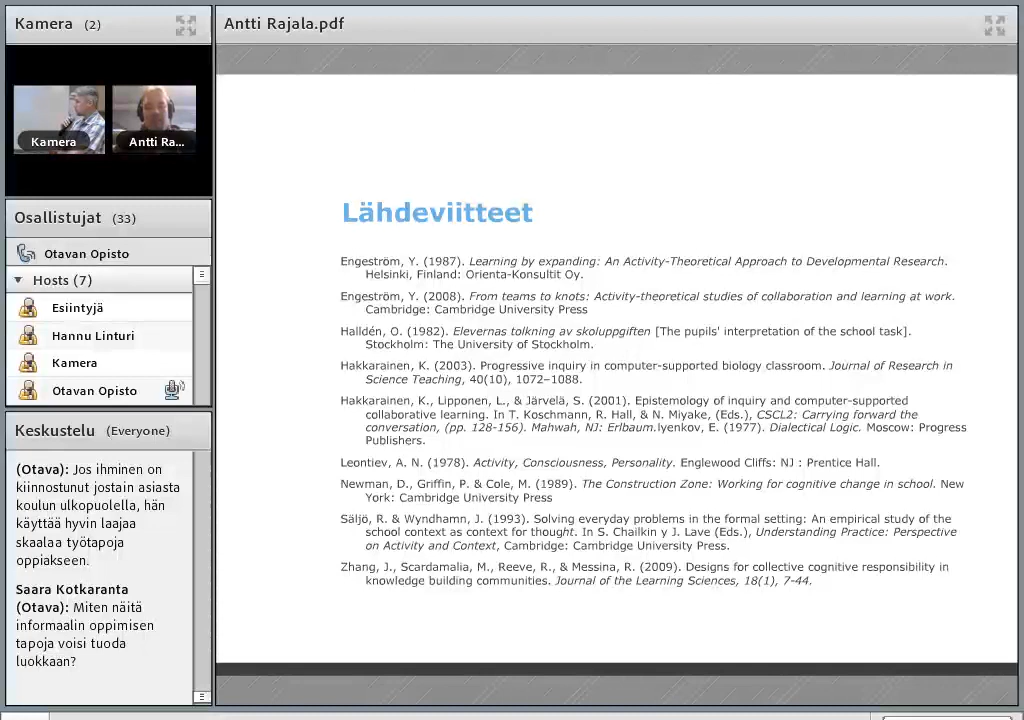 Kamera (2)
Kamera
Antti Ra...
Osallistujat (33)
Otavan Opisto
Hosts (7)
Esiintyjä
Hannu Linturi
Kamera
Otavan Opisto
Keskustelu (Everyone)
(Otava): Jos ihminen on
kiinnostunut jostain asiasta
koulun ulkopuolella, hän
käyttää hyvin laajaa
skaalaa työtapoja
oppiakseen.
Saara Kotkaranta
(Otava): Miten näitä
informaalin oppimisen
tapoja voisi tuoda
luokkaan?
Antti Rajala.pdf
Lähdeviitteet
Engeström, Y. (1987). Learning by expanding: An Activity-Theoretical Approach to Developmental Research.
Helsinki, Finland: Orienta-Konsultit Oy.
Engeström, Y. (2008). From teams to knots: Activity-theoretical studies of collaboration and learning at work.
Cambridge: Cambridge University Press
Halldén, O. (1982). Elevernas tolkning av skoluppgiften [The pupils' interpretation of the school task].
Stockholm: The University of Stockholm.
Hakkarainen, K. (2003). Progressive inquiry in computer-supported biology classroom. Journal of Research in
Science Teaching, 40(10), 1072–1088.
Hakkarainen, K., Lipponen, L., & Järvelä, S. (2001). Epistemology of inquiry and computer-supported
collaborative learning. In T. Koschmann, R. Hall, & N. Miyake, (Eds.), CSCL2: Carrying forward the
conversation, (pp. 128-156). Mahwah, NJ: Erlbaum.Iyenkov, E. (1977). Dialectical Logic. Moscow: Progress
Publishers.
Leontiev, A. N. (1978). Activity, Consciousness, Personality. Englewood Cliffs: NJ : Prentice Hall.
Newman, D., Griffin, P. & Cole, M. (1989). The Construction Zone: Working for cognitive change in school. New
York: Cambridge University Press
Säljö, R. & Wyndhamn, J. (1993). Solving everyday problems in the formal setting: An empirical study of the
school context as context for thought. In S. Chailkin y J. Lave (Eds.), Understanding Practice: Perspective
on Activity and Context, Cambridge: Cambridge University Press.
Zhang, J., Scardamalia, M., Reeve, R., & Messina, R. (2009). Designs for collective cognitive responsibility in
knowledge building communities. Journal of the Learning Sciences, 18(1), 7-44.